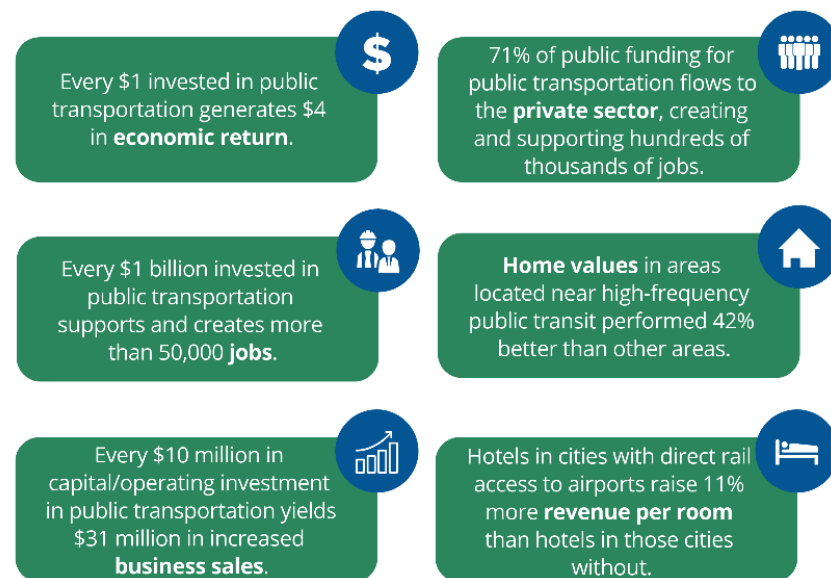 Every $1 invested in public
transportation generates $4
in economic return.
71% of public funding for
public transportation flows to
the private sector, creating
and supporting hundreds of
thousands of jobs.
Every $1 billion invested in
public transportation
supports and creates more
than 50,000 jobs.
Home values in areas
located near high-frequency
public transit performed 42%
better than other areas.
Every $10 million in
capital/operating investment
in public transportation yields
$31 million in increased
business sales.
Hotels in cities with direct rail
access to airports raise 11%
more revenue per room
than hotels in those cities
without.